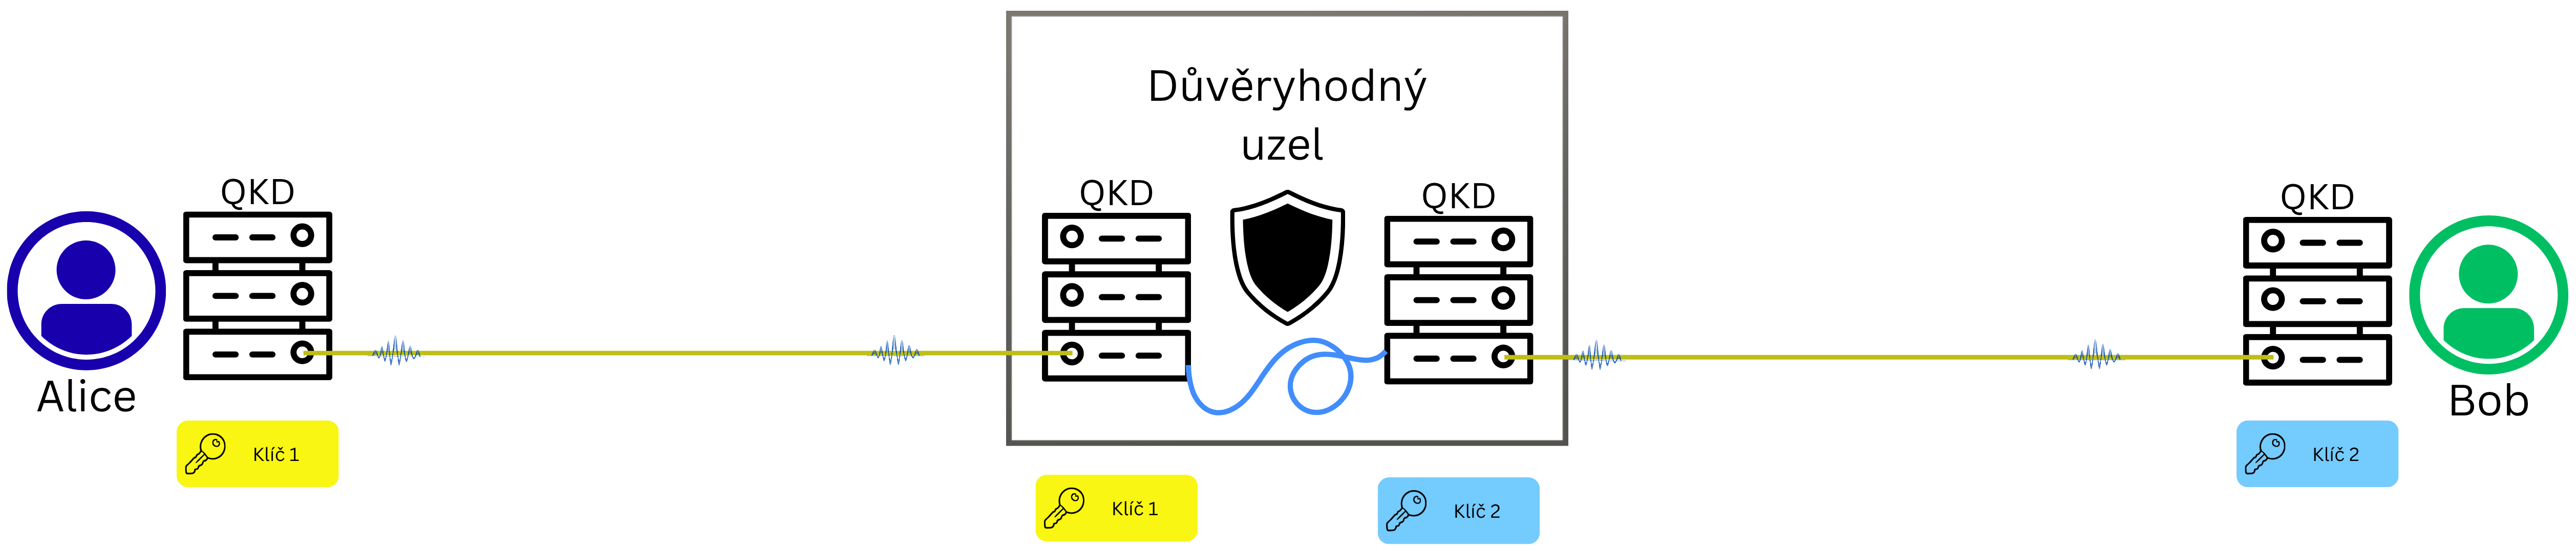 Důvěryhodný
uzel
QKD
QKD
QKD
QKD
Alice
Bob
Klíč 1
Klíč 1
Klíč 2
Klíč 2